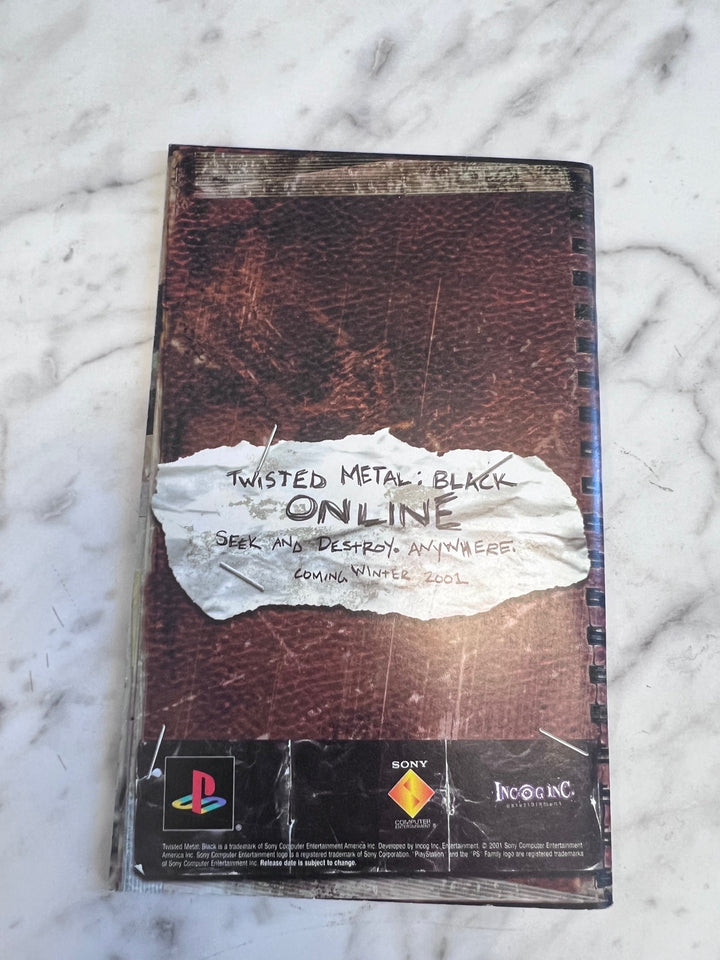 TWISTED METAL: BLACK
ONLINE
SEEK AND DESTROY. ANYWHERE.
COMING WINTER 2001
SONY
COMPUTER
ENTERTAINMENT ®
INCOG INC.
entertainment
®
Twisted Metal: Black is a trademark of Sony Computer Entertainment America Inc. Developed by Incog Inc. Entertainment. © 2001 Sony Computer Entertainment
America Inc. Sony Computer Entertainment logo is a registered trademark of Sony Corporation. "PlayStation" and the "PS" Family logo are registered trademarks
of Sony Computer Entertainment Inc. Release date is subject to change.